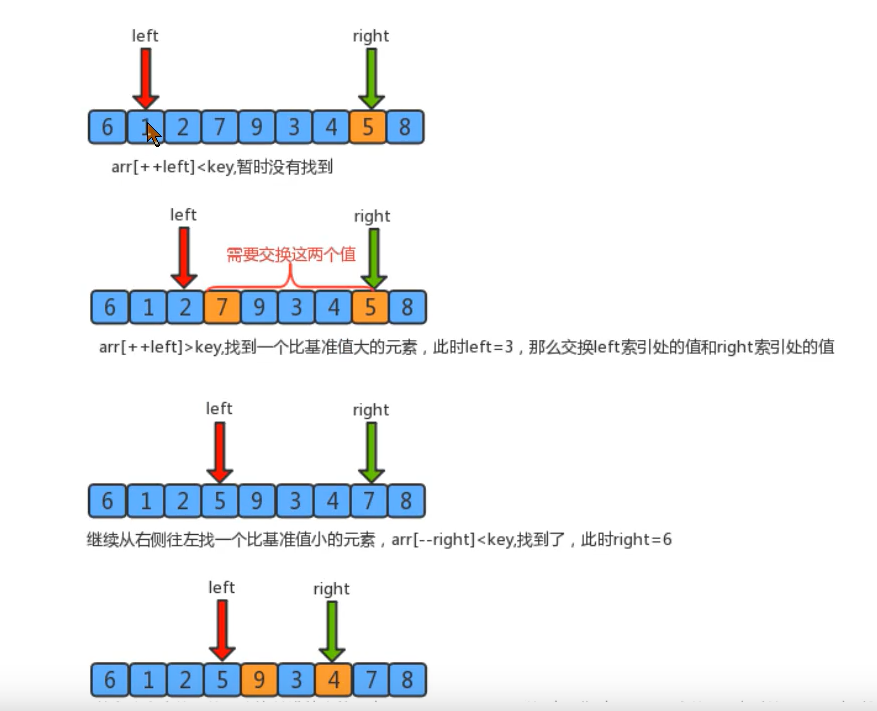 left right
6 1 2 7 9 3 4 5 8
arr[++left]<key,暂时没有找到
left right
需要交换这两个值
6 1 2 7 9 3 4 5 8
arr[++left]>key,找到一个比基准值大的元素，此时left=3，那么交换left索引处的值和right索引处的值
left right
6 1 2 5 9 3 4 7 8
继续从右侧往左找一个比基准值小的元素，arr[--right]<key,找到了，此时right=6
left right
6 1 2 5 9 3 4 7 8